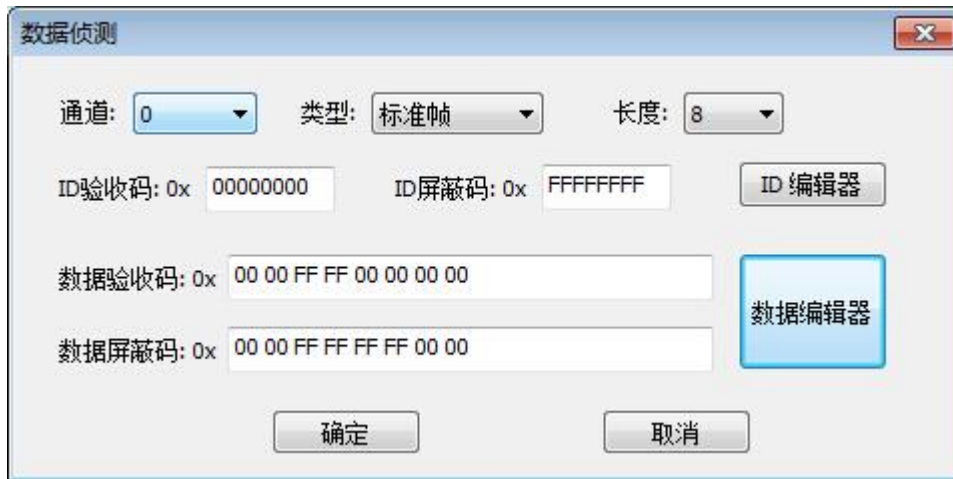 数据侦测
通道: 0 类型: 标准帧 长度: 8
ID验收码: 0x 00000000 ID屏蔽码: 0x FFFFFFFF ID 编辑器
数据验收码: 0x 00 00 FF FF 00 00 00 00
数据编辑器
数据屏蔽码: 0x 00 00 FF FF FF FF 00 00
确定 取消